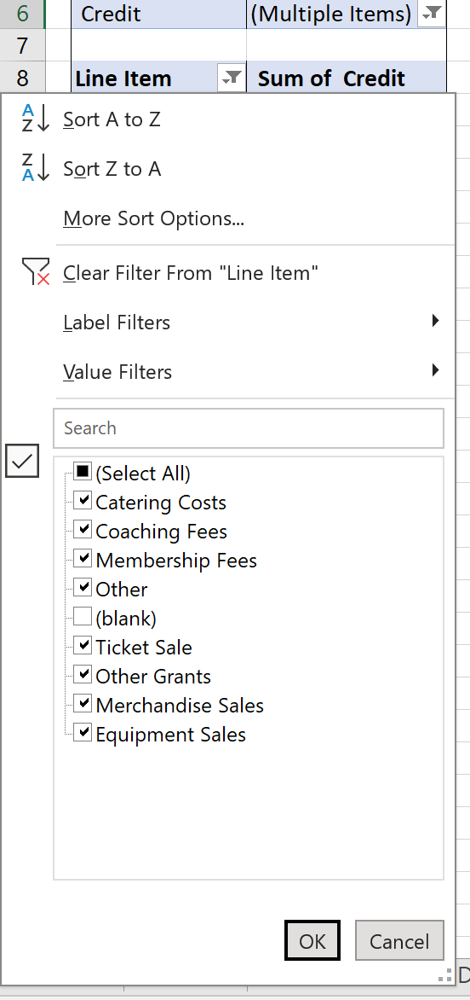 6 Credit (Multiple Items)
7
8 Line Item Sum of Credit
A
Z Sort A to Z
Z
A Sort Z to A
More Sort Options...
Clear Filter From "Line Item"
Label Filters
Value Filters
Search
(Select All)
Catering Costs
Coaching Fees
Membership Fees
Other
(blank)
Ticket Sale
Other Grants
Merchandise Sales
Equipment Sales
OK Cancel
D